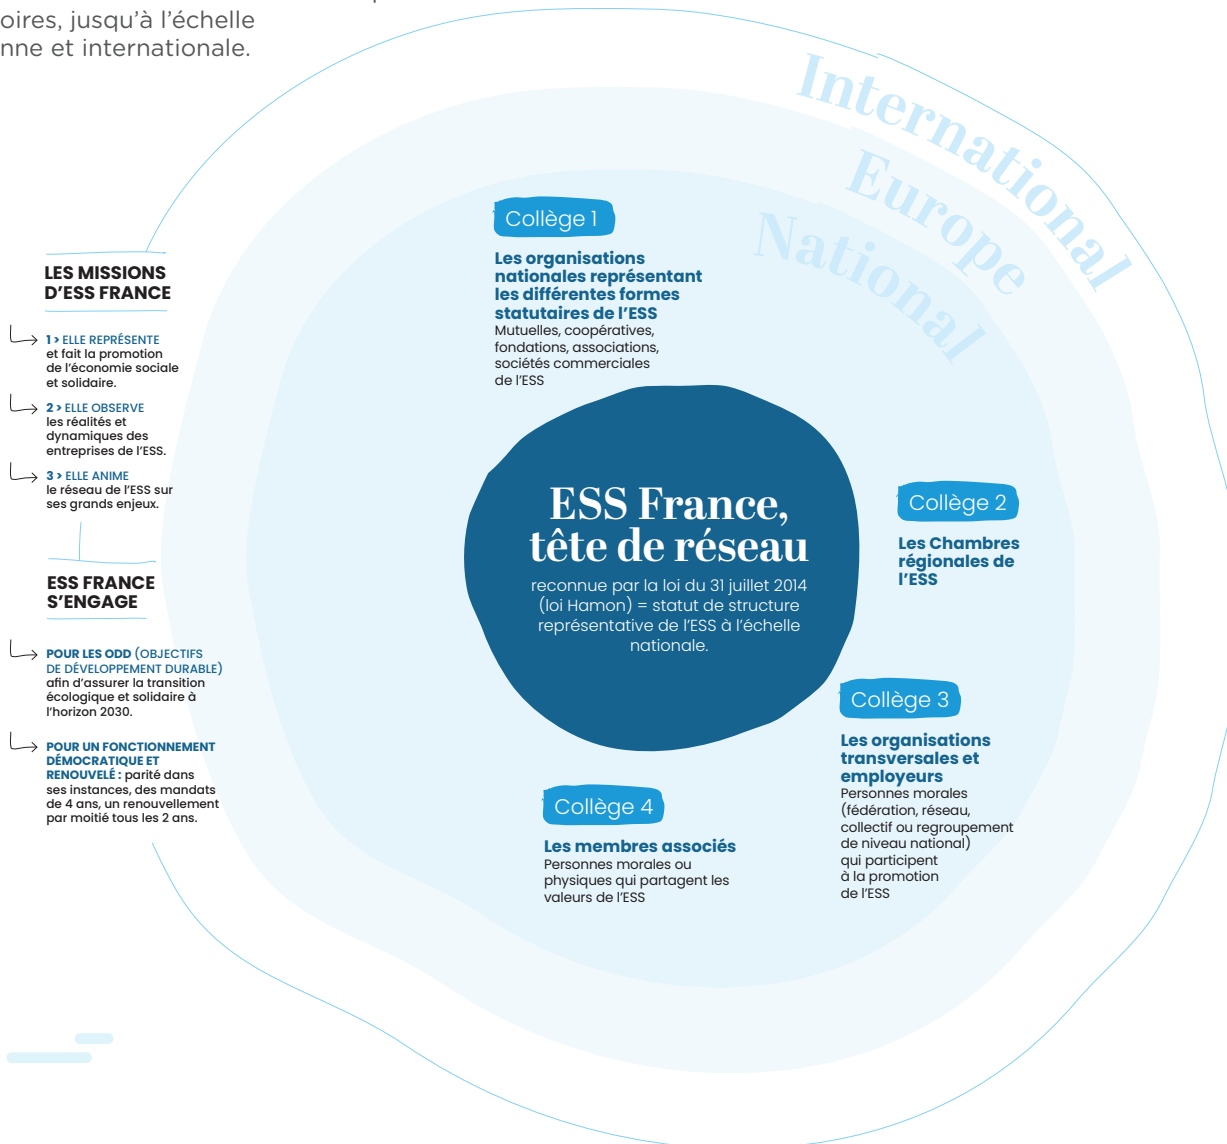 oires, jusqu’à l’échelle
nne et internationale.
International
Europe
National
LES MISSIONS
D’ESS FRANCE
1 > ELLE REPRÉSENTE
et fait la promotion
de l’économie sociale
et solidaire.
2 > ELLE OBSERVE
les réalités et
dynamiques des
entreprises de l’ESS.
3 > ELLE ANIME
le réseau de l’ESS sur
ses grands enjeux.
ESS FRANCE
S’ENGAGE
POUR LES ODD (OBJECTIFS
DE DÉVELOPPEMENT DURABLE)
afin d’assurer la transition
écologique et solidaire à
l’horizon 2030.
POUR UN FONCTIONNEMENT
DÉMOCRATIQUE ET
RENOUVELÉ : parité dans
ses instances, des mandats
de 4 ans, un renouvellement
par moitié tous les 2 ans.
Collège 1
Les organisations
nationales représentant
les différentes formes
statutaires de l’ESS
Mutuelles, coopératives,
fondations, associations,
sociétés commerciales
de l’ESS
ESS France,
tête de réseau
reconnue par la loi du 31 juillet 2014
(loi Hamon) = statut de structure
représentative de l’ESS à l’échelle
nationale.
Collège 2
Les Chambres
régionales de
l’ESS
Collège 3
Les organisations
transversales et
employeurs
Personnes morales
(fédération, réseau,
collectif ou regroupement
de niveau national)
qui participent
à la promotion
de l’ESS
Collège 4
Les membres associés
Personnes morales ou
physiques qui partagent les
valeurs de l’ESS